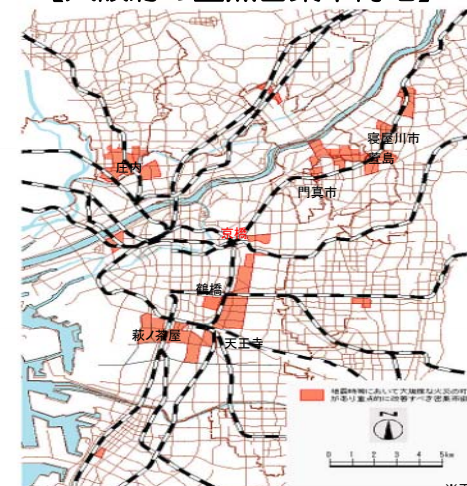 寝屋川市
萱島
庄内
門真市
京橋
鶴橋
萩ノ茶屋
天王寺
地震時等において大規模な火災の可
があり重点的に改善すべき密集市街
N
0 1 2 3 4 5km